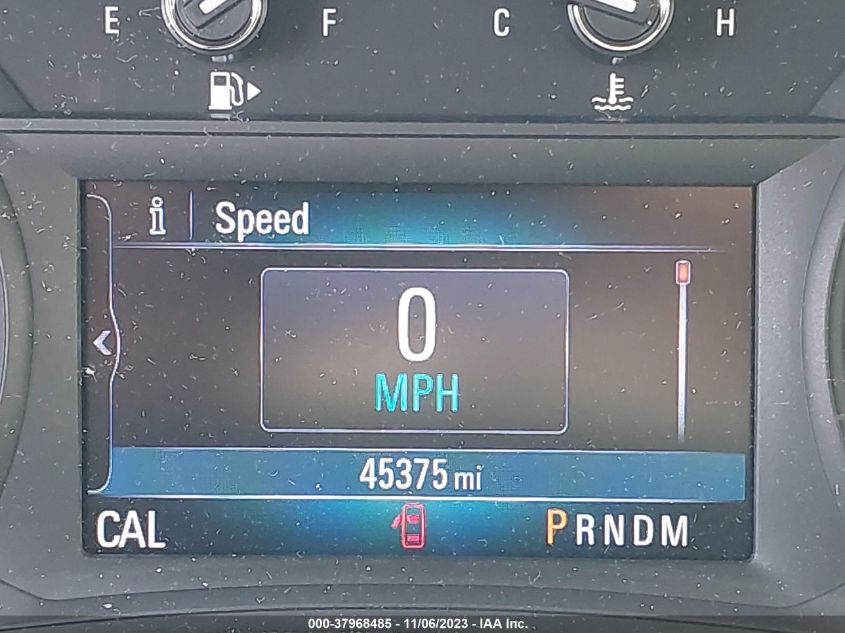 E F C H
i Speed
0
MPH
45375 mi
CAL PRNDM
000-37968485 - 11/06/2023 - IAA Inc.